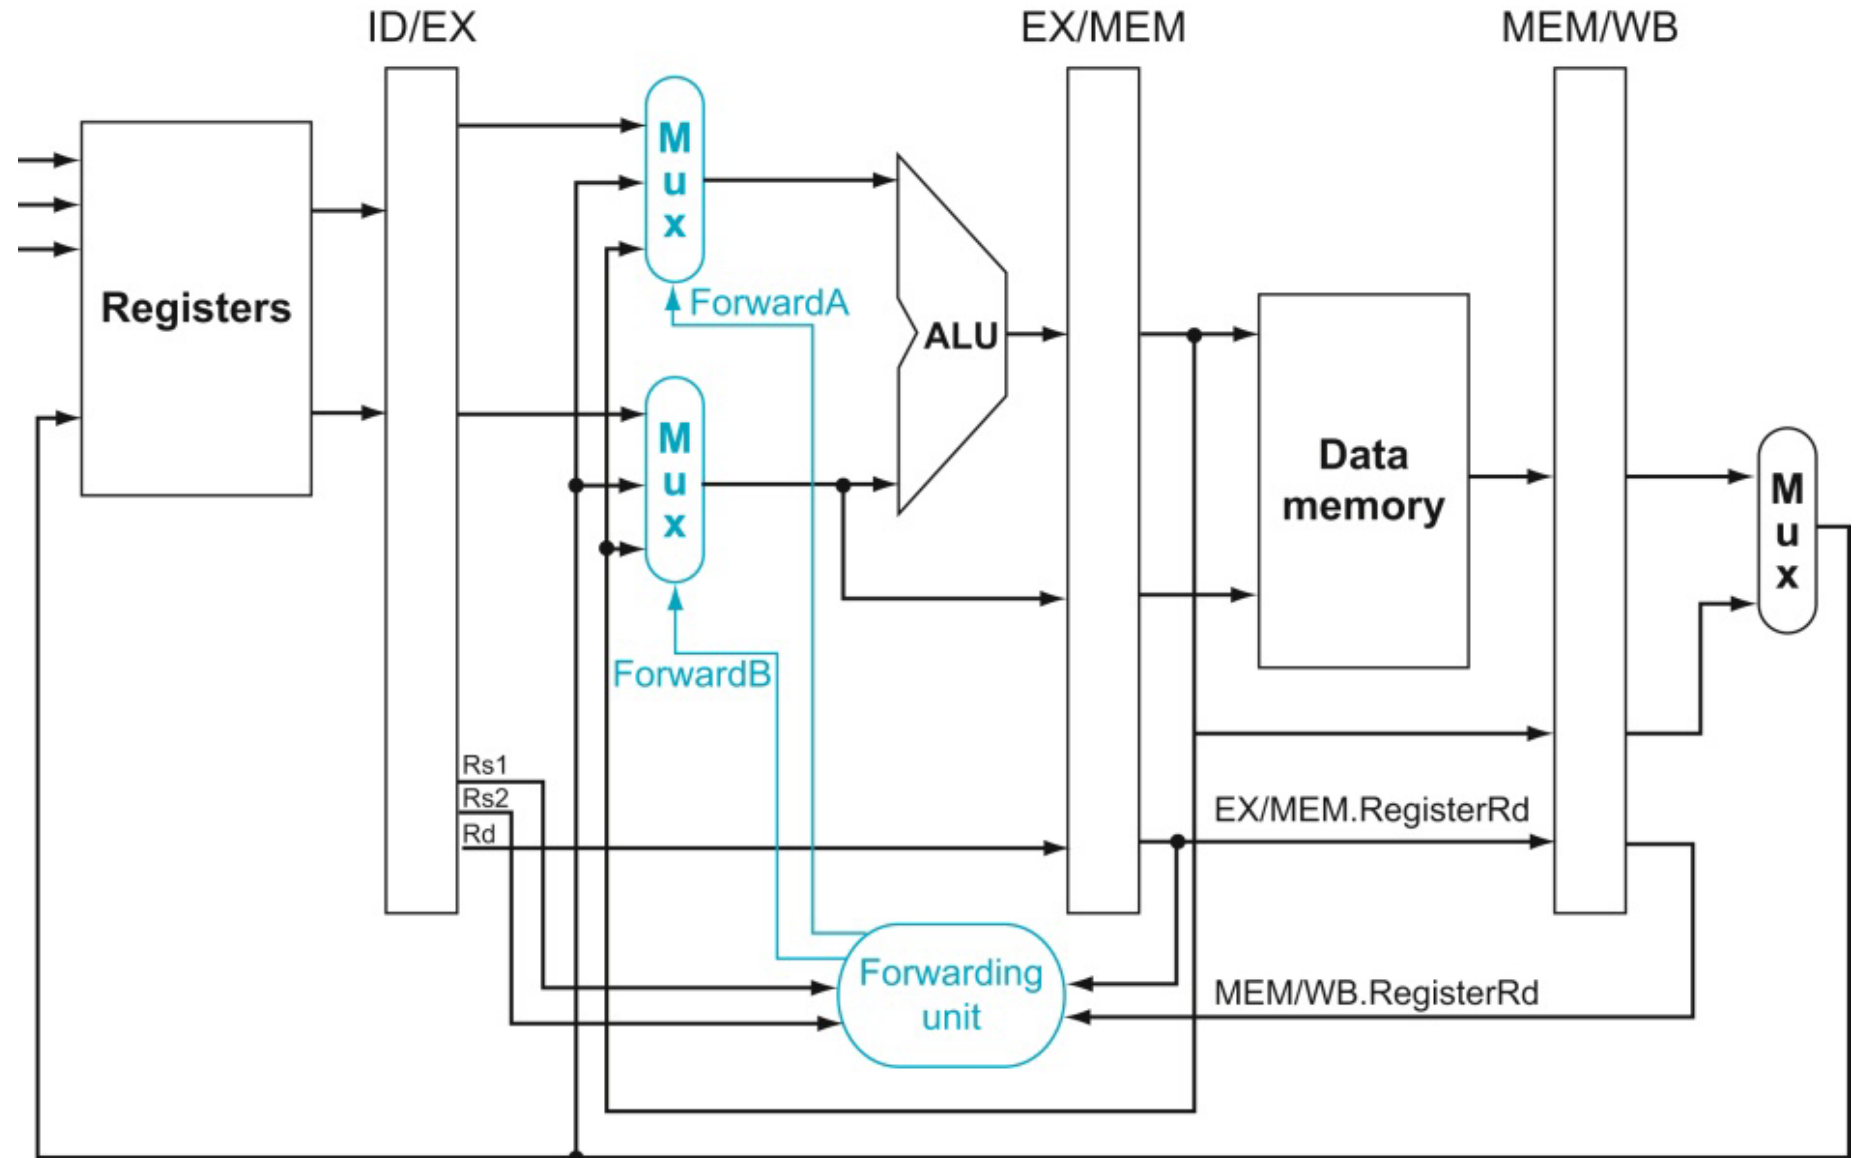 ID/EX
EX/MEM
MEM/WB
M
u
x
Registers
ForwardA
ALU
M
u
x
Data
memory
M
u
x
ForwardB
Rs1
Rs2
Rd
EX/MEM.RegisterRd
Forwarding
unit
MEM/WB.RegisterRd